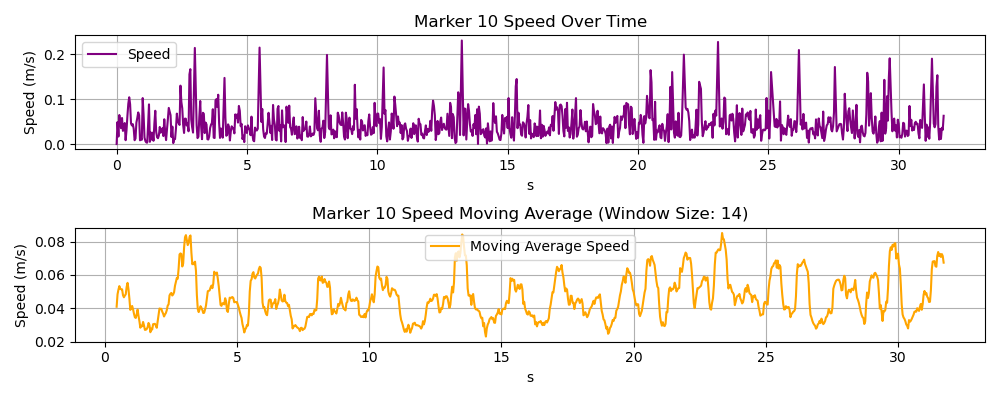 Marker 10 Speed Over Time
Speed (m/s)
Speed
0.2
0.1
0.0
0 5 10 15 20 25 30
s
Marker 10 Speed Moving Average (Window Size: 14)
Speed (m/s)
Moving Average Speed
0.08
0.06
0.04
0.02
0 5 10 15 20 25 30
s